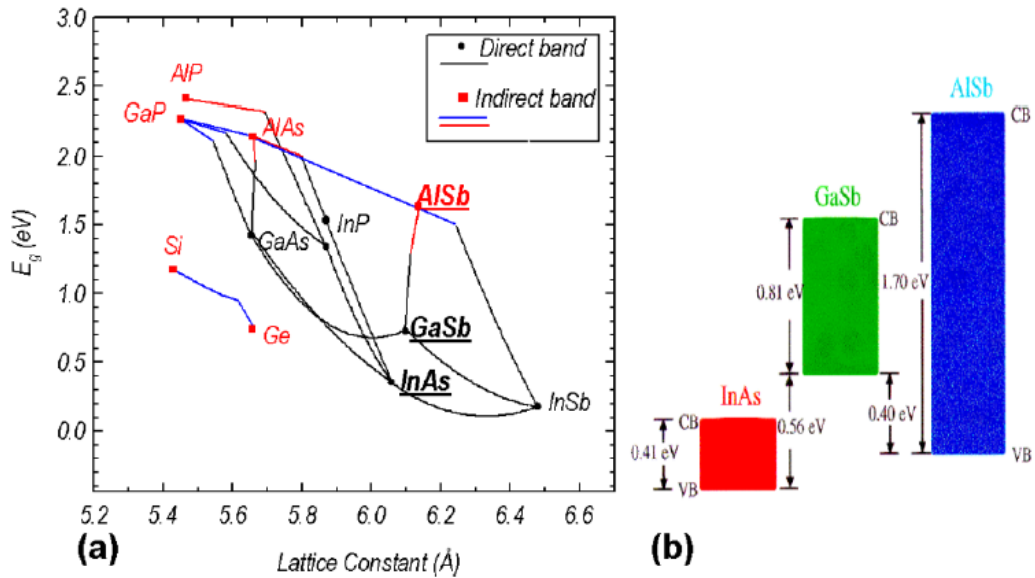 3.0
2.5
2.0
1.5
1.0
0.5
0.0
E_g (eV)
5.2 5.4 5.6 5.8 6.0 6.2 6.4 6.6
Lattice Constant (Å)
Direct band
Indirect band
AlP
GaP
AlAs
AlSb
InP
GaAs
Si
Ge
GaSb
InAs
InSb
(a)
AlSb
CB
GaSb
CB
0.81 eV
1.70 eV
InAs
CB
0.41 eV
0.56 eV
0.40 eV
VB
VB
(b)